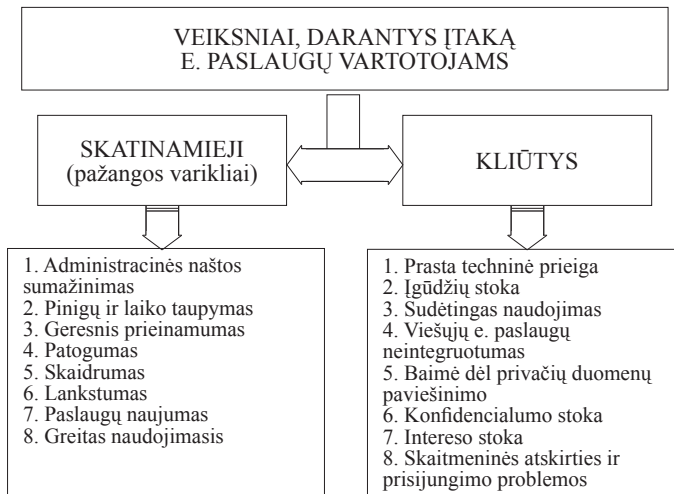 VEIKSNIAI, DARANTYS ĮTAKĄ
E. PASLAUGŲ VARTOTOJAMS
SKATINAMIEJI
(pažangos varikliai)
KLIŪTYS
1. Administracinės naštos
sumažinimas
2. Pinigų ir laiko taupymas
3. Geresnis prieinamumas
4. Patogumas
5. Skaidrumas
6. Lankstumas
7. Paslaugų naujumas
8. Greitas naudojimasis
1. Prasta techninė prieiga
2. Įgūdžių stoka
3. Sudėtingas naudojimas
4. Viešųjų e. paslaugų
neintegruotumas
5. Baimė dėl privačių duomenų
paviešinimo
6. Konfidencialumo stoka
7. Intereso stoka
8. Skaitmeninės atskirties ir
prisijungimo problemos